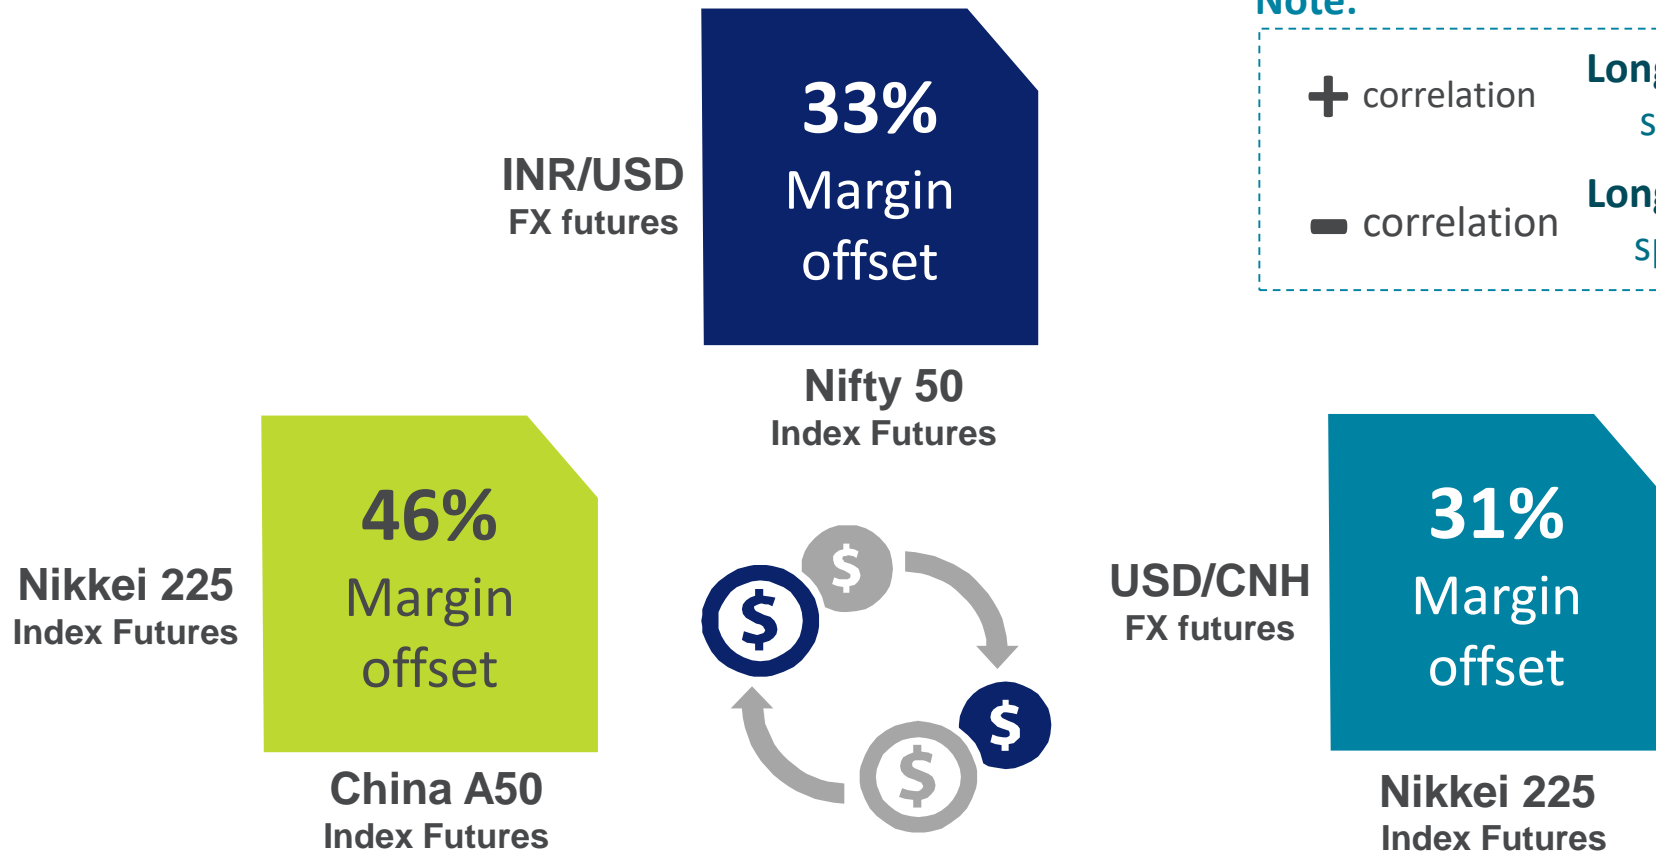 Note:
+ correlation
- correlation
33%
Margin
offset
INR/USD
FX futures
Nifty 50
Index Futures
46%
Margin
offset
Nikkei 225
Index Futures
China A50
Index Futures
$
$
$
$
31%
Margin
offset
USD/CNH
FX futures
Nikkei 225
Index Futures